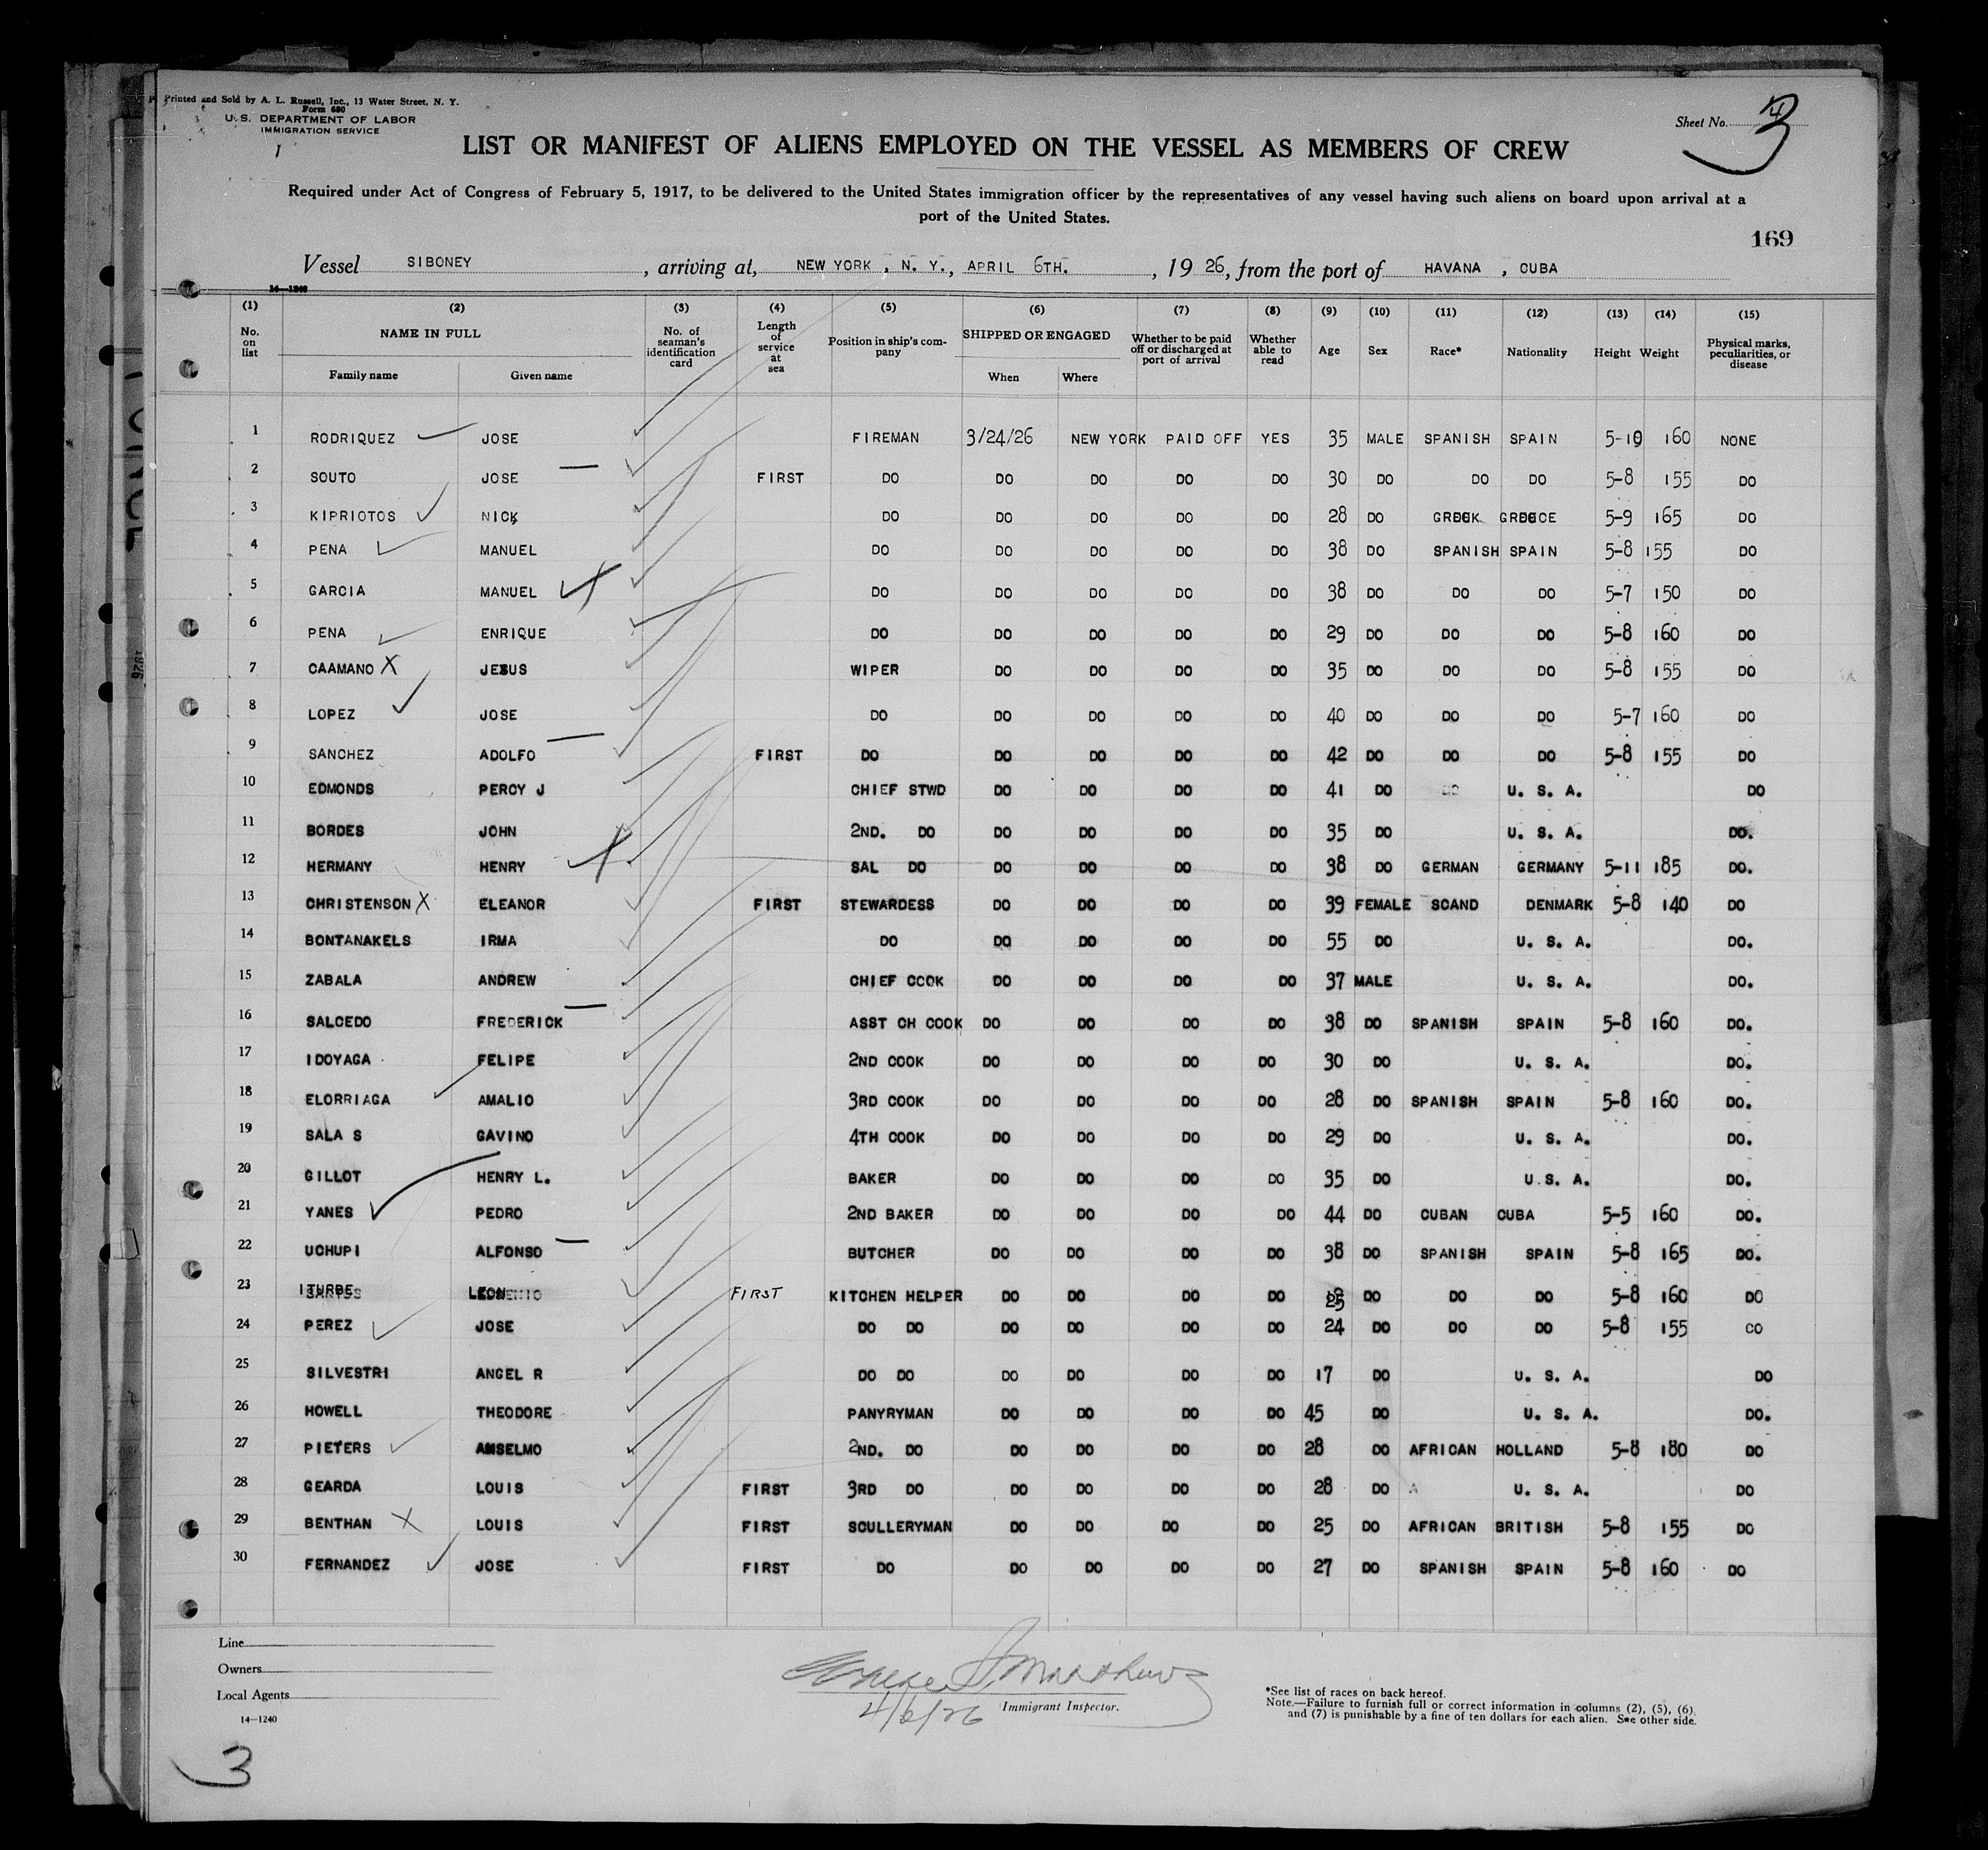 Printed and Sold by A. L. Russell, Inc., 13 Water Street, N. Y.
Form 680
U. S. DEPARTMENT OF LABOR
IMMIGRATION SERVICE
Sheet No. 3
LIST OR MANIFEST OF ALIENS EMPLOYED ON THE VESSEL AS MEMBERS OF CREW
Required under Act of Congress of February 5, 1917, to be delivered to the United States immigration officer by the representatives of any vessel having such aliens on board upon arrival at a
port of the United States.
169
Vessel SIBONEY, arriving at, NEW YORK, N. Y., APRIL 6TH., 1926, from the port of HAVANA, CUBA
14—1240
(1) (2) (3) (4) (5) (6) (7) (8) (9) (10) (11) (12) (13) (14) (15)
No. on list NAME IN FULL No. of seaman's identification card Length of service at sea Position in ship's company SHIPPED OR ENGAGED Whether to be paid off or discharged at port of arrival Whether able to read Age Sex Race* Nationality Height Weight Physical marks, peculiarities, or disease
Family name Given name When Where
1 RODRIQUEZ JOSE FIREMAN 3/24/26 NEW YORK PAID OFF YES 35 MALE SPANISH SPAIN 5-10 160 NONE
2 SOUTO JOSE FIRST DO DO DO DO DO 30 DO DO DO 5-8 155 DO
3 KIPRIOTOS NICK DO DO DO DO DO 28 DO GREEK GREECE 5-9 165 DO
4 PENA MANUEL DO DO DO DO DO 38 DO SPANISH SPAIN 5-8 155 DO
5 GARCIA MANUEL DO DO DO DO DO 38 DO DO DO 5-7 150 DO
6 PENA ENRIQUE DO DO DO DO DO 29 DO DO DO 5-8 160 DO
7 CAAMANO X JESUS WIPER DO DO DO DO 35 DO DO DO 5-8 155 DO
8 LOPEZ JOSE DO DO DO DO DO 40 DO DO DO 5-7 160 DO
9 SANCHEZ ADOLFO FIRST DO DO DO DO DO 42 DO DO DO 5-8 155 DO
10 EDMONDS PERCY J CHIEF STWD DO DO DO DO 41 DO DO U. S. A. DO
11 BORDES JOHN 2ND. DO DO DO DO DO 35 DO U. S. A. DO.
12 HERMANY HENRY SAL DO DO DO DO DO 38 DO GERMAN GERMANY 5-11 185 DO.
13 CHRISTENSON X ELEANOR FIRST STEWARDESS DO DO DO DO 39 FEMALE SCAND DENMARK 5-8 140 DO
14 BONTANAKELS IRMA DO DO DO DO DO 55 DO U. S. A. DO.
15 ZABALA ANDREW CHIEF COOK DO DO DO DO 37 MALE U. S. A. DO.
16 SALCEDO FREDERICK ASST CH COOK DO DO DO DO 38 DO SPANISH SPAIN 5-8 160 DO.
17 IDOYAGA FELIPE 2ND COOK DO DO DO DO 30 DO U. S. A. DO.
18 ELORRIAGA AMALIO 3RD COOK DO DO DO DO 28 DO SPANISH SPAIN 5-8 160 DO.
19 SALA S GAVINO 4TH COOK DO DO DO DO 29 DO U. S. A. DO.
20 GILLOT HENRY L. BAKER DO DO DO DO 35 DO U. S. A. DO.
21 YANES PEDRO 2ND BAKER DO DO DO DO 44 DO CUBAN CUBA 5-5 160 DO.
22 UCHUPI ALFONSO BUTCHER DO DO DO DO 38 DO SPANISH SPAIN 5-8 165 DO.
23 ITURBE LEON FIRST KITCHEN HELPER DO DO DO DO 25 DO DO DO 5-8 160 DO
24 PEREZ JOSE DO DO DO DO DO DO 24 DO DO DO 5-8 155 CO
25 SILVESTRI ANGEL R DO DO DO DO DO DO 17 DO U. S. A. DO
26 HOWELL THEODORE PANYRYMAN DO DO DO DO 45 DO U. S. A. DO.
27 PIETERS ANSELMO 2ND. DO DO DO DO DO 28 DO AFRICAN HOLLAND 5-8 180 DO
28 GEARDA LOUIS FIRST 3RD DO DO DO DO DO 28 DO A U. S. A. DO
29 BENTHAN X LOUIS FIRST SCULLERYMAN DO DO DO DO 25 DO AFRICAN BRITISH 5-8 155 DO
30 FERNANDEZ JOSE FIRST DO DO DO DO DO 27 DO SPANISH SPAIN 5-8 160 DO
Line
Owners
Local Agents
14—1240
4/6/26 Immigrant Inspector.
*See list of races on back hereof.
Note.—Failure to furnish full or correct information in columns (2), (5), (6), and (7) is punishable by a fine of ten dollars for each alien. See other side.
3